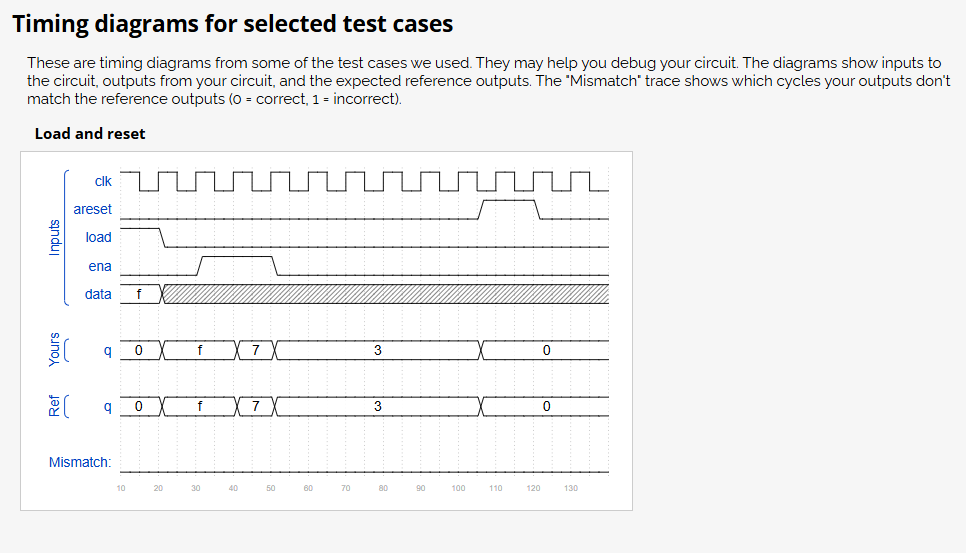 Timing diagrams for selected test cases
These are timing diagrams from some of the test cases we used. They may help you debug your circuit. The diagrams show inputs to
the circuit, outputs from your circuit, and the expected reference outputs. The "Mismatch" trace shows which cycles your outputs don't
match the reference outputs (0 = correct, 1 = incorrect).
Load and reset
Inputs
clk
areset
load
ena
data f
Yours q 0 f 7 3 0
Ref q 0 f 7 3 0
Mismatch:
10 20 30 40 50 60 70 80 90 100 110 120 130